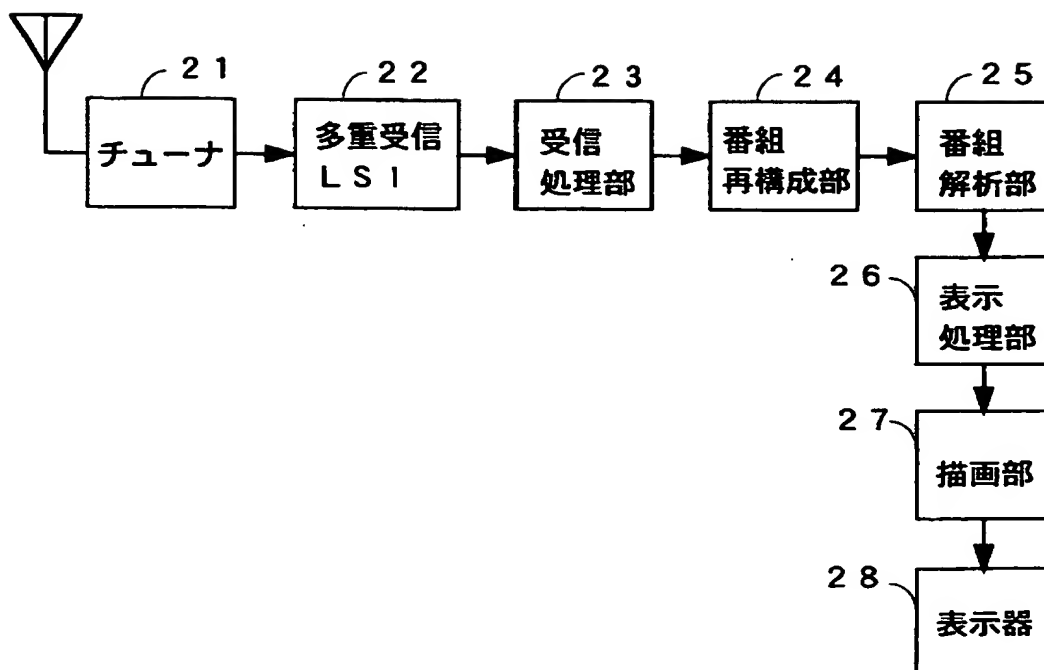 21
チューナ
22
多重受信
LSI
23
受信
処理部
24
番組
再構成部
25
番組
解析部
26
表示
処理部
27
描画部
28
表示器